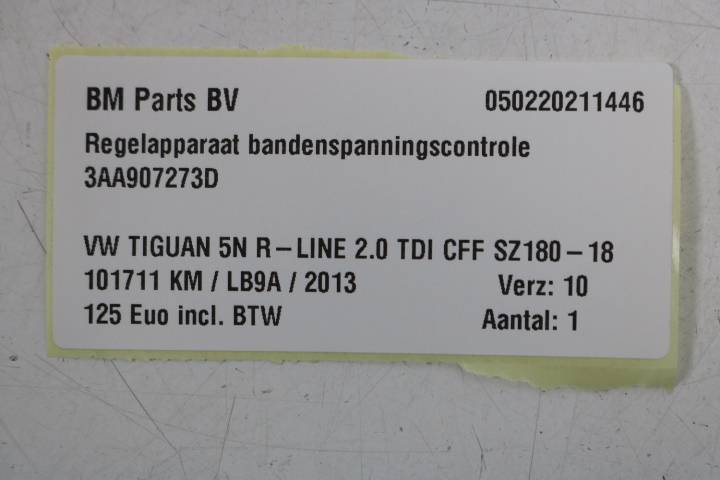 BM Parts BV 050220211446
Regelapparaat bandenspanningscontrole
3AA907273D
VW TIGUAN 5N R-LINE 2.0 TDI CFF SZ180-18
101711 KM / LB9A / 2013 Verz: 10
125 Euo incl. BTW Aantal: 1